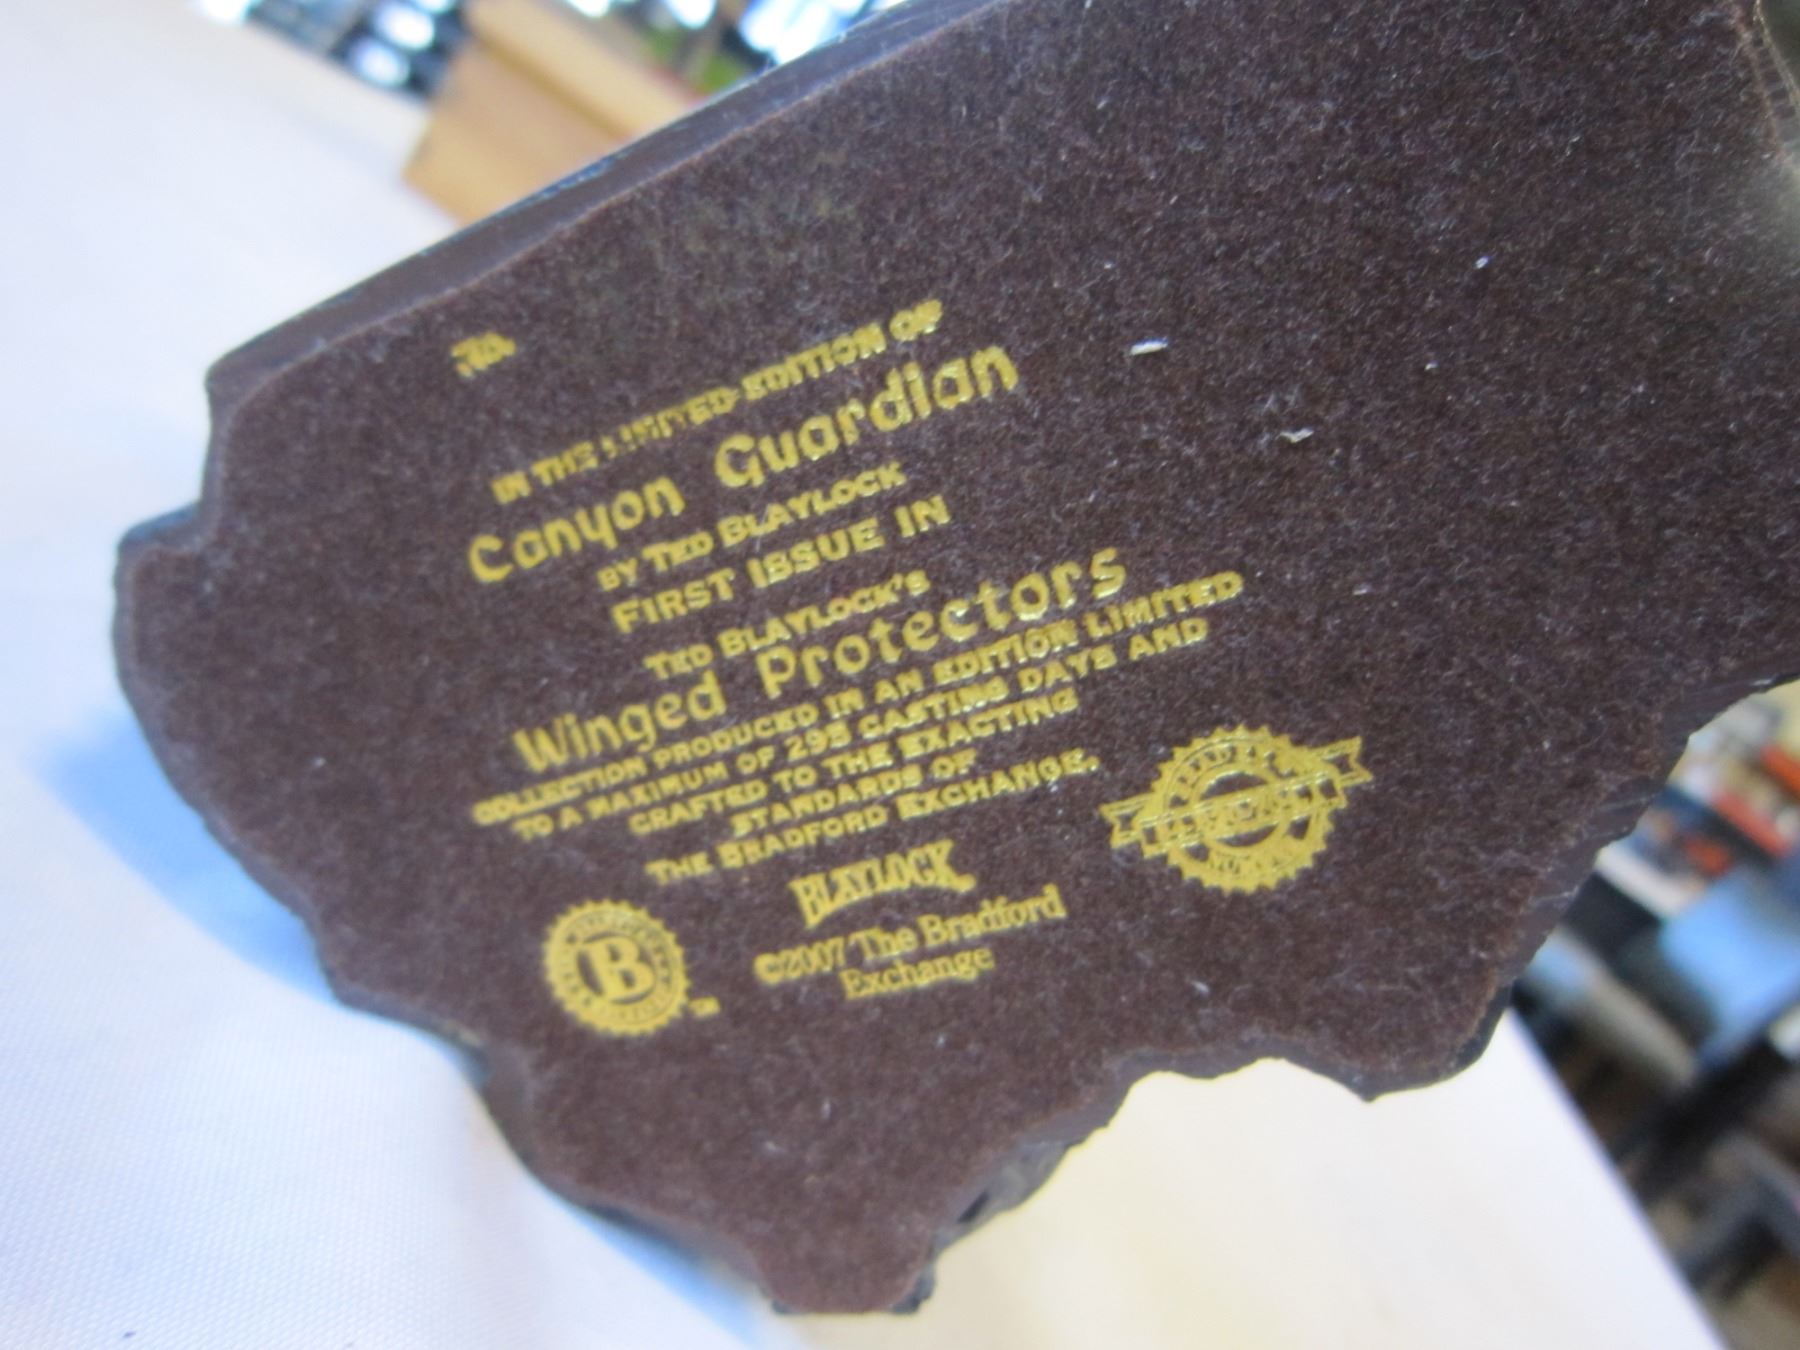 IN THE LIMITED EDITION OF
Canyon Guardian
BY TED BLAYLOCK
FIRST ISSUE IN
TED BLAYLOCK'S
Winged Protectors
COLLECTION PRODUCED IN AN EDITION LIMITED
TO A MAXIMUM OF 295 CASTING DAYS AND
CRAFTED TO THE EXACTING
STANDARDS OF
THE BRADFORD EXCHANGE.
BLAYLOCK
©2007 The Bradford
Exchange
B
TM